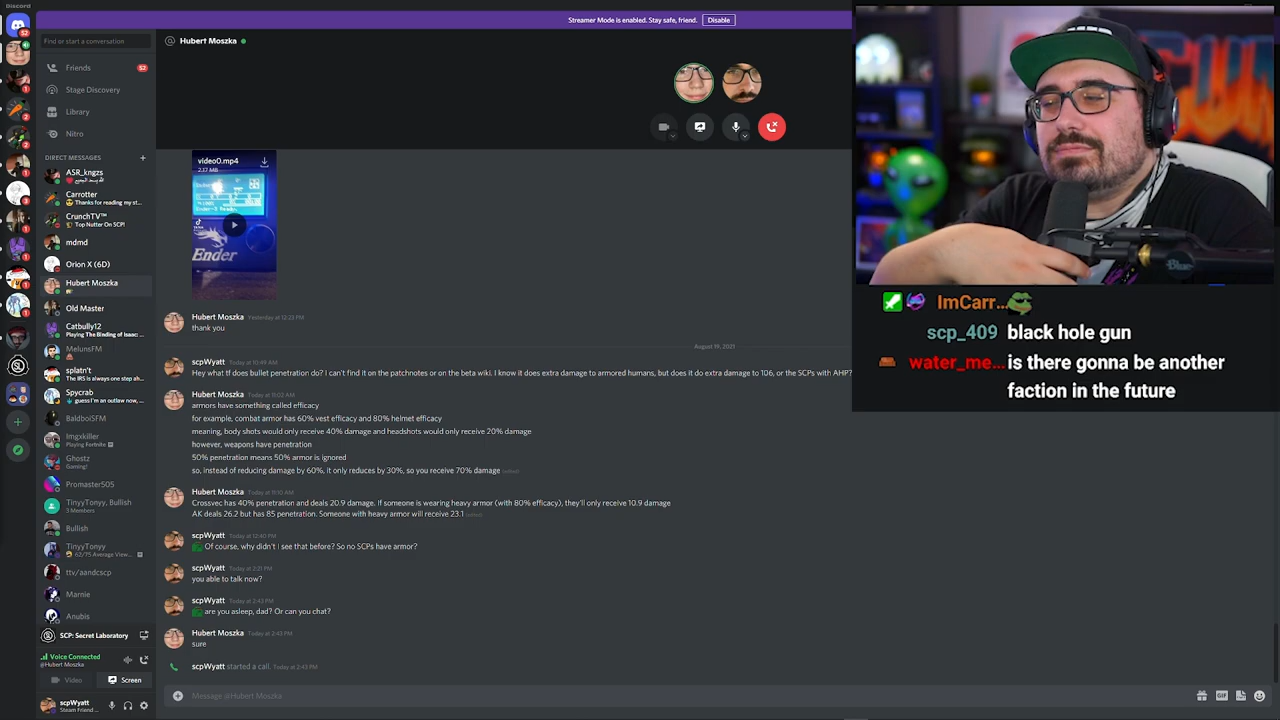 Discord
Streamer Mode is enabled. Stay safe, friend. Disable
Find or start a conversation
Hubert Moszka
Friends 52
Stage Discovery
Library
Nitro
DIRECT MESSAGES
ASR_kngzs
Carrotter
Thanks for reading my st...
CrunchTV™
Top Nutter On SCP!
mdmd
Orion X (6D)
Hubert Moszka
Old Master
Catbully12
Playing The Binding of Isaac: ...
MelunsFM
splatn't
The IRS is always one step ah...
Spycrab
guess I'm an outlaw now, ...
BaldboiSFM
Imgxkiller
Playing Fortnite
Ghostz
Gaming!
Promaster505
TinyyTonyy, Bullish
3 Members
Bullish
TinyyTonyy
62/75 Average View...
ttv/aandcscp
Marnie
Anubis
SCP: Secret Laboratory
Voice Connected
@Hubert Moszka
Video Screen
scpWyatt
Steam Friend ...
video0.mp4
2.17 MB
Ender
Hubert Moszka Yesterday at 12:23 PM
thank you
August 19, 2021
scpWyatt Today at 10:49 AM
Hey what tf does bullet penetration do? I can't find it on the patchnotes or on the beta wiki. I know it does extra damage to armored humans, but does it do extra damage to 106, or the SCPs with AHP?
Hubert Moszka Today at 11:02 AM
armors have something called efficacy
for example, combat armor has 60% vest efficacy and 80% helmet efficacy
meaning, body shots would only receive 40% damage and headshots would only receive 20% damage
however, weapons have penetration
50% penetration means 50% armor is ignored
so, instead of reducing damage by 60%, it only reduces by 30%, so you receive 70% damage (edited)
Hubert Moszka Today at 11:10 AM
Crossvec has 40% penetration and deals 20.9 damage. If someone is wearing heavy armor (with 80% efficacy), they'll only receive 10.9 damage
AK deals 26.2 but has 85 penetration. Someone with heavy armor will receive 23.1 (edited)
scpWyatt Today at 12:40 PM
Of course, why didn't I see that before? So no SCPs have armor?
scpWyatt Today at 2:21 PM
you able to talk now?
scpWyatt Today at 2:43 PM
are you asleep, dad? Or can you chat?
Hubert Moszka Today at 2:43 PM
sure
scpWyatt started a call. Today at 2:43 PM
Message @Hubert Moszka
GIF
Blue
ImCarr...
scp_409 black hole gun
water_me... is there gonna be another
faction in the future